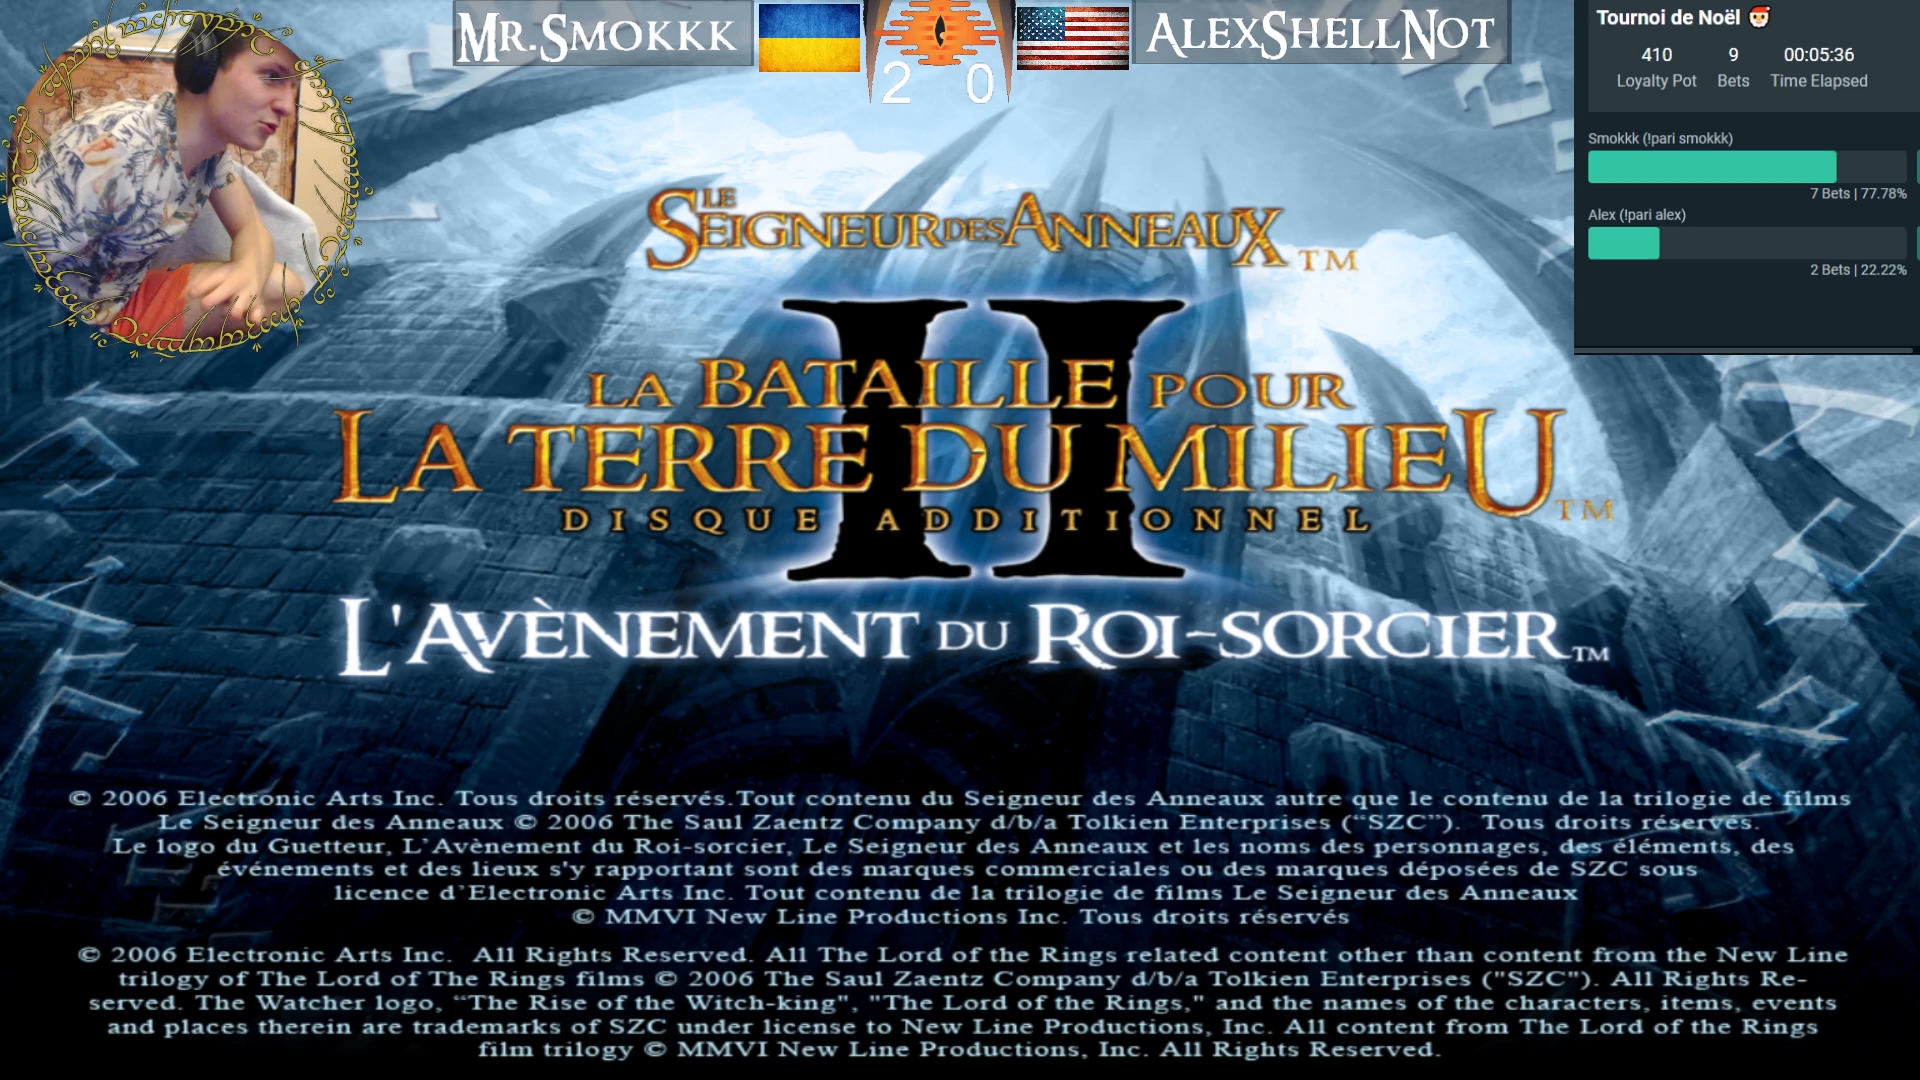 Mr.Smokkk
2 0
AlexShellNot
Tournoi de Noël
410 9 00:05:36
Loyalty Pot Bets Time Elapsed
Smokkk (!pari smokkk)
7 Bets | 77.78%
Alex (!pari alex)
2 Bets | 22.22%
LE
SEIGNEUR DES ANNEAUX TM
II
LA BATAILLE POUR
LA TERRE DU MILIEU TM
DISQUE ADDITIONNEL
L'AVÈNEMENT DU ROI-SORCIER TM
© 2006 Electronic Arts Inc. Tous droits réservés.Tout contenu du Seigneur des Anneaux autre que le contenu de la trilogie de films
Le Seigneur des Anneaux © 2006 The Saul Zaentz Company d/b/a Tolkien Enterprises (“SZC”). Tous droits réservés.
Le logo du Guetteur, L'Avènement du Roi-sorcier, Le Seigneur des Anneaux et les noms des personnages, des éléments, des
événements et des lieux s'y rapportant sont des marques commerciales ou des marques déposées de SZC sous
licence d'Electronic Arts Inc. Tout contenu de la trilogie de films Le Seigneur des Anneaux
© MMVI New Line Productions Inc. Tous droits réservés
© 2006 Electronic Arts Inc. All Rights Reserved. All The Lord of the Rings related content other than content from the New Line
trilogy of The Lord of The Rings films © 2006 The Saul Zaentz Company d/b/a Tolkien Enterprises ("SZC"). All Rights Re-
served. The Watcher logo, “The Rise of the Witch-king", "The Lord of the Rings," and the names of the characters, items, events
and places therein are trademarks of SZC under license to New Line Productions, Inc. All content from The Lord of the Rings
film trilogy © MMVI New Line Productions, Inc. All Rights Reserved.